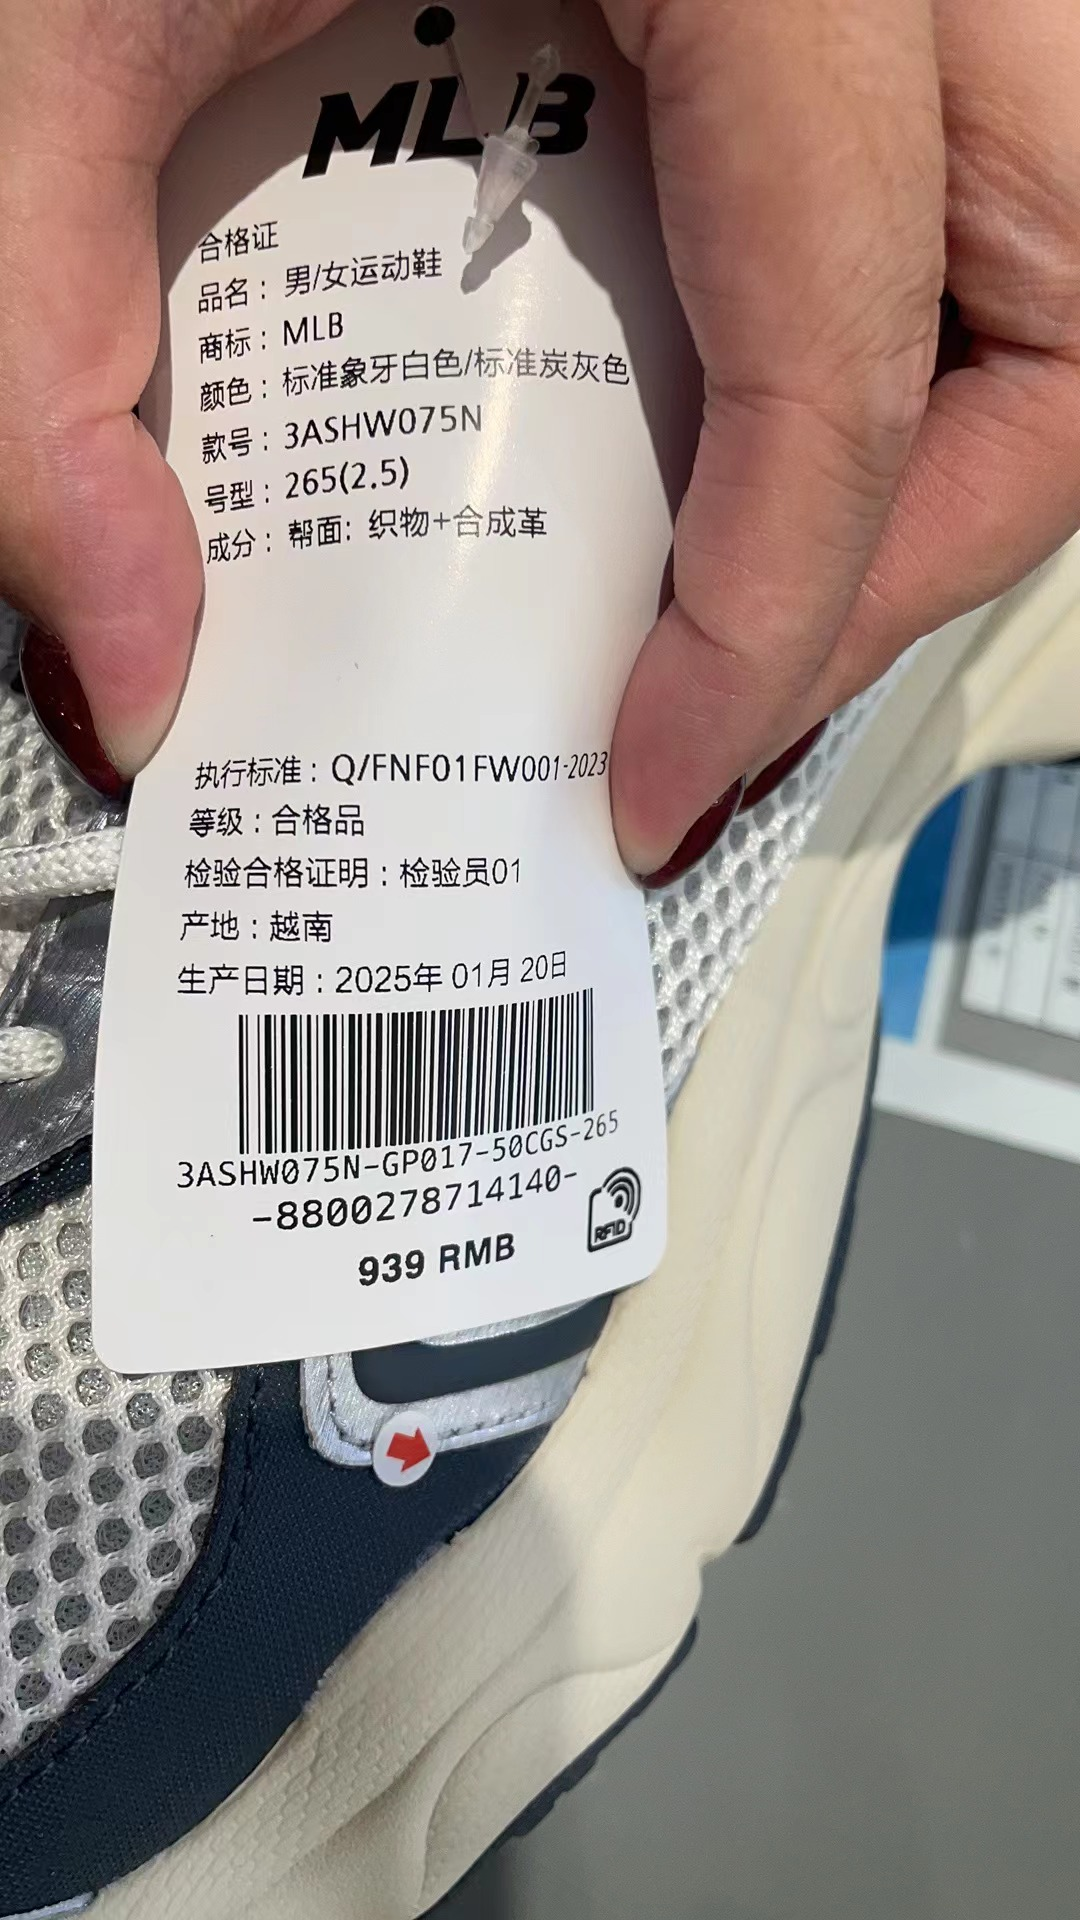 MLB
合格证
品名：男/女运动鞋
商标：MLB
颜色：标准象牙白色/标准炭灰色
款号：3ASHW075N
号型：265(2.5)
成分：帮面: 织物+合成革
执行标准：Q/FNF01FW001-2023
等级：合格品
检验合格证明：检验员01
产地：越南
生产日期：2025年 01月 20日
3ASHW075N-GP017-50CGS-265
-8800278714140-
RFID
939 RMB